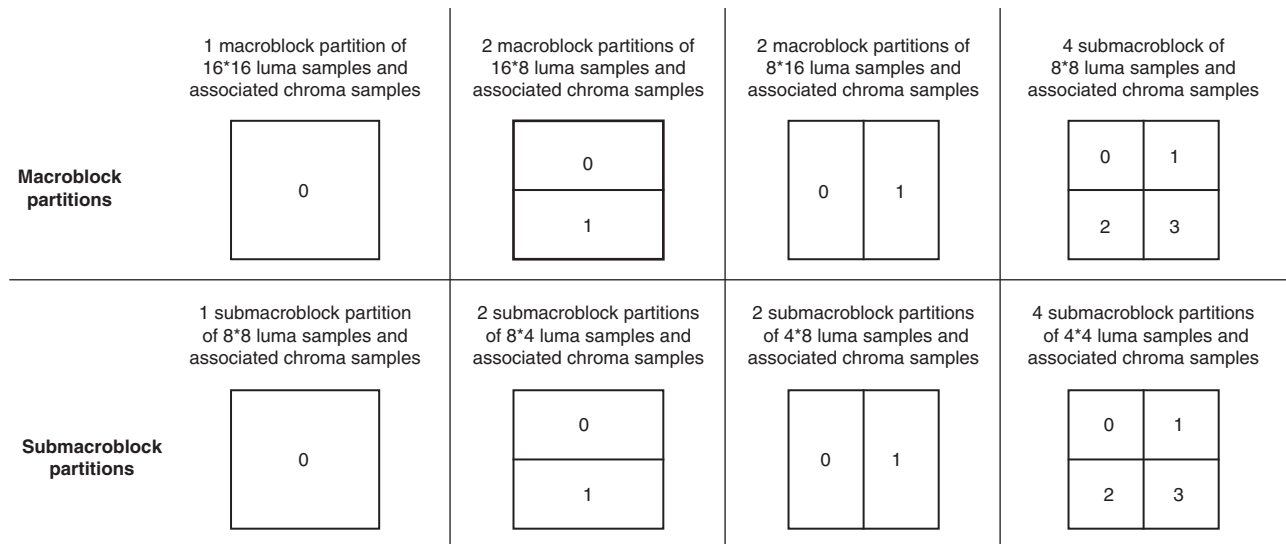 1 macroblock partition of
16*16 luma samples and
associated chroma samples
2 macroblock partitions of
16*8 luma samples and
associated chroma samples
2 macroblock partitions of
8*16 luma samples and
associated chroma samples
4 submacroblock of
8*8 luma samples and
associated chroma samples
Macroblock
partitions
0
0
1
0 1
0 1
2 3
1 submacroblock partition
of 8*8 luma samples and
associated chroma samples
2 submacroblock partitions
of 8*4 luma samples and
associated chroma samples
2 submacroblock partitions
of 4*8 luma samples and
associated chroma samples
4 submacroblock partitions
of 4*4 luma samples and
associated chroma samples
Submacroblock
partitions
0
0
1
0 1
0 1
2 3